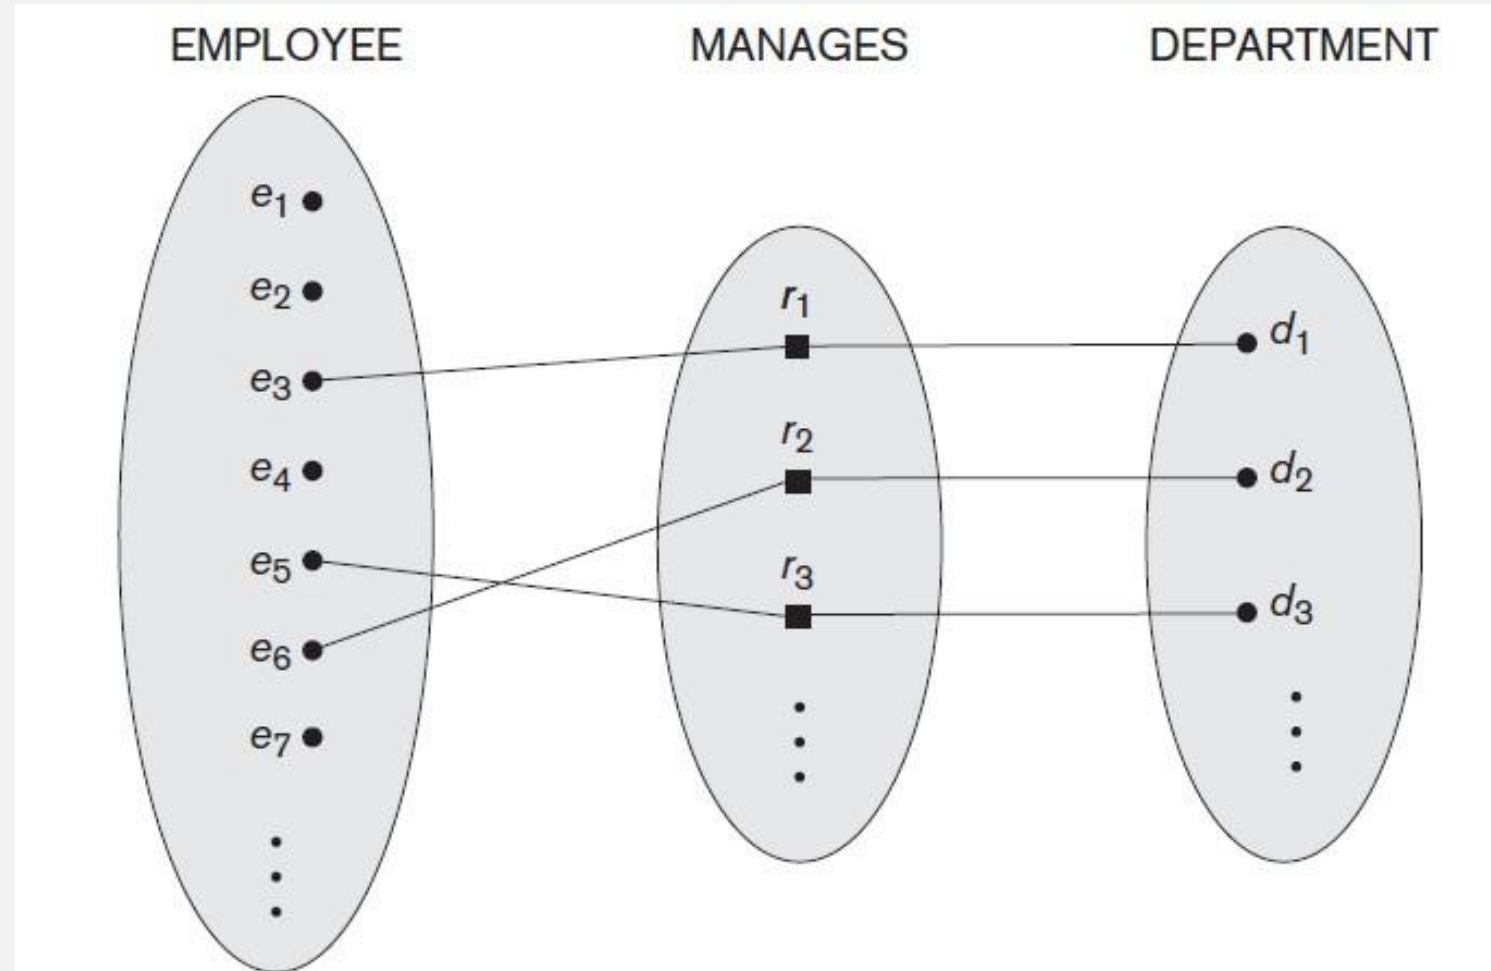 EMPLOYEE MANAGES DEPARTMENT
e1
e2
e3
e4
e5
e6
e7
r1
r2
r3
d1
d2
d3